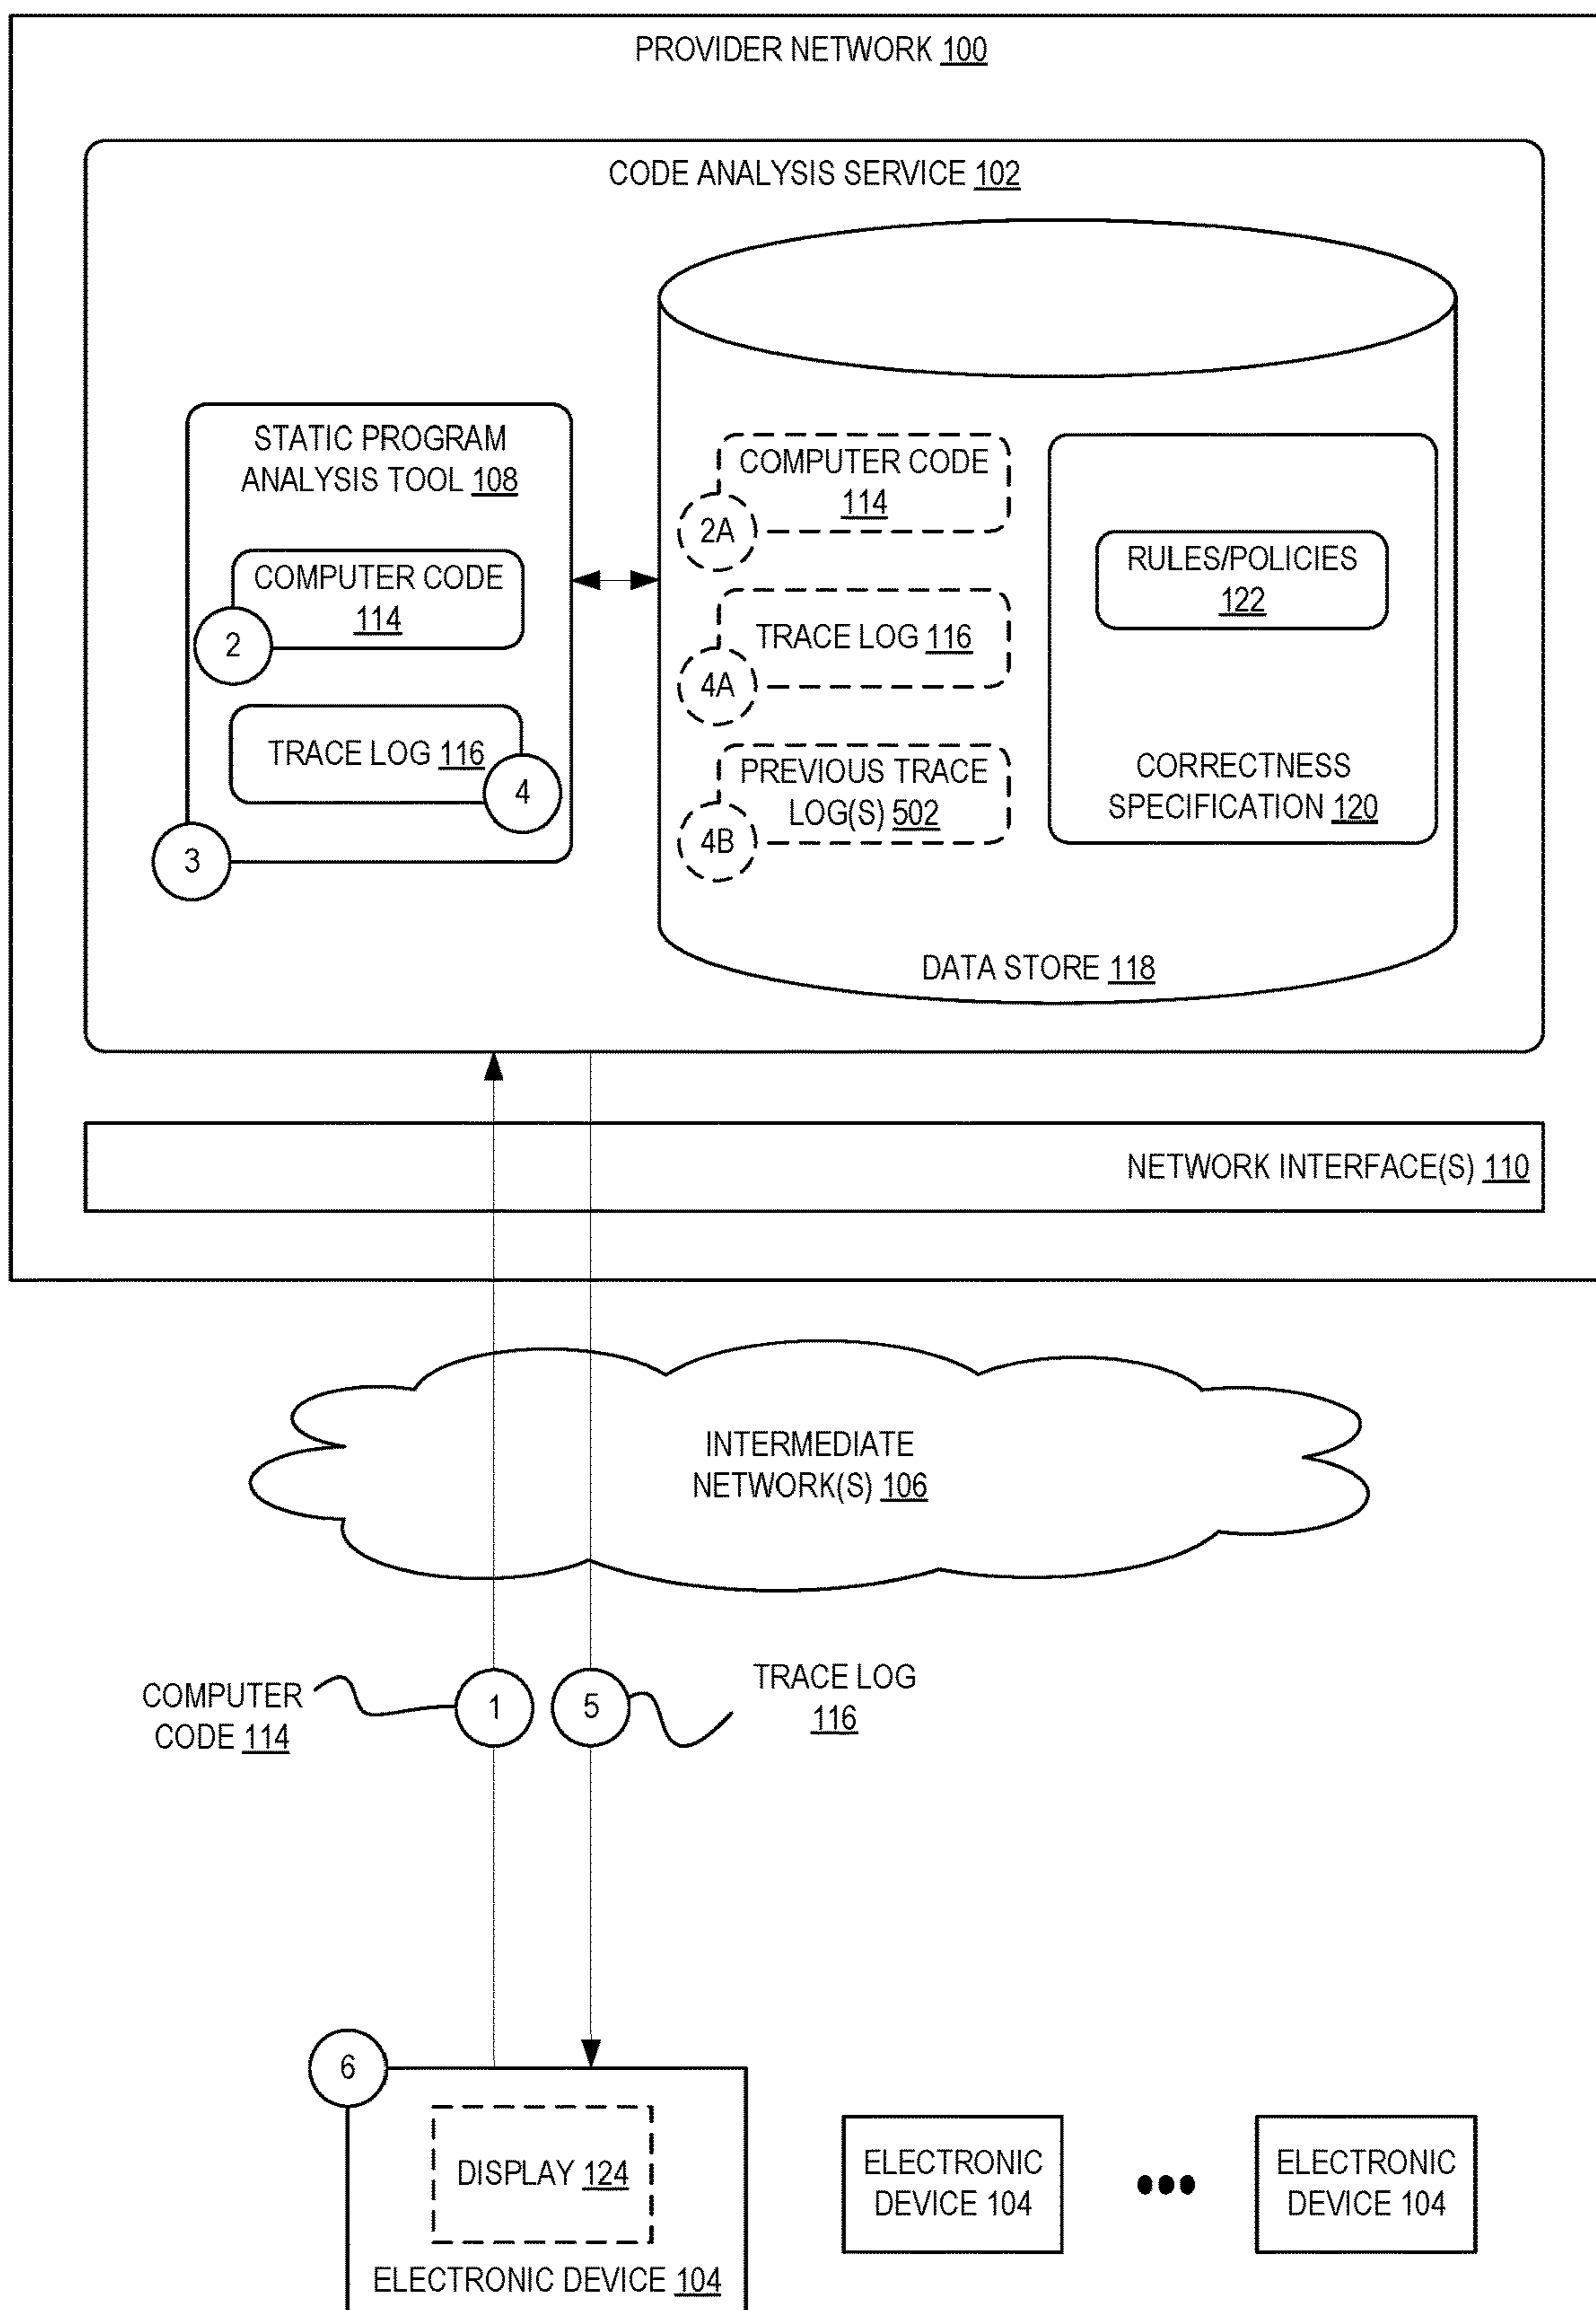 PROVIDER NETWORK 100
CODE ANALYSIS SERVICE 102
STATIC PROGRAM
ANALYSIS TOOL 108
COMPUTER CODE
114
2
TRACE LOG 116
4
3
COMPUTER CODE
114
2A
TRACE LOG 116
4A
PREVIOUS TRACE
LOG(S) 502
4B
RULES/POLICIES
122
CORRECTNESS
SPECIFICATION 120
DATA STORE 118
NETWORK INTERFACE(S) 110
INTERMEDIATE
NETWORK(S) 106
COMPUTER
CODE 114
1
5
TRACE LOG
116
6
DISPLAY 124
ELECTRONIC DEVICE 104
ELECTRONIC
DEVICE 104
ELECTRONIC
DEVICE 104